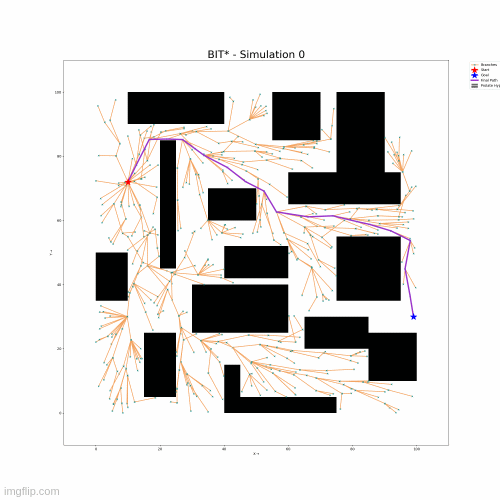 BIT* - Simulation 0
Branches
Start
Goal
Final Path
100
80
60
40
20
0
0
20
40
60
80
100
X→
Y→
imgflip.com